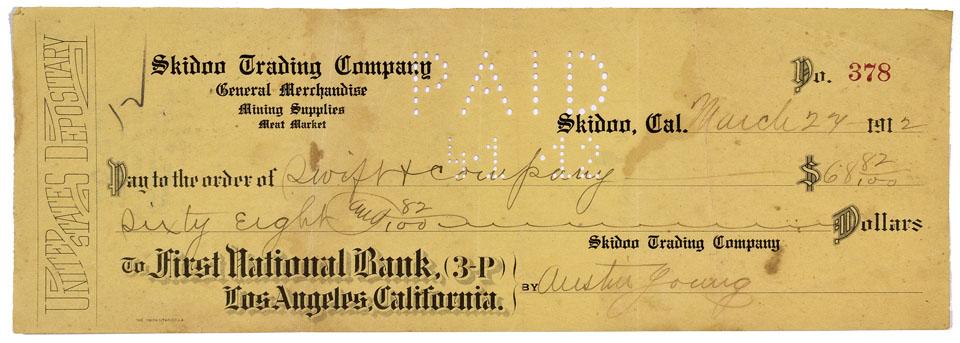 UNITED STATES DEPOSITARY
Skidoo Trading Company
General Merchandise
Mining Supplies
Meat Market
PAID
No. 378
Skidoo, Cal. March 27 1912
Pay to the order of Swift & Company $68 82/100
Sixty Eight and 82/100 Dollars
Skidoo Trading Company
To First National Bank, (3-P)
Los Angeles, California.
BY Austin Young